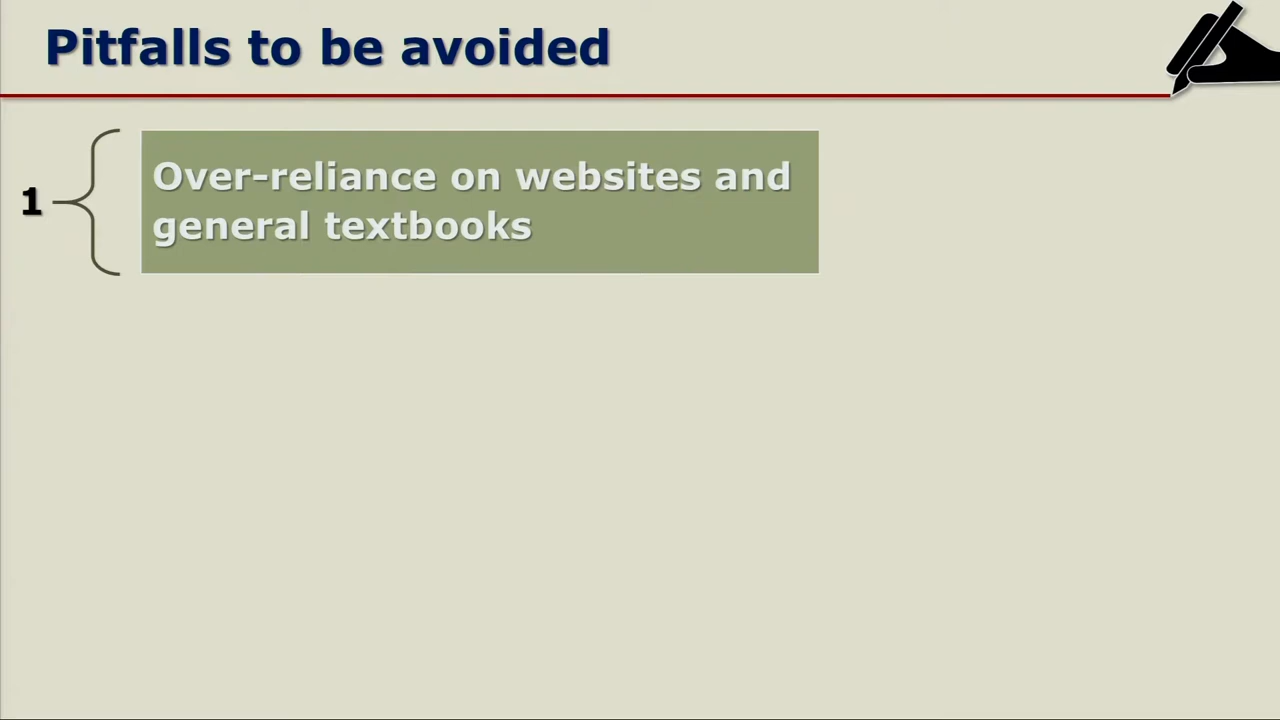 Pitfalls to be avoided
1
Over-reliance on websites and
general textbooks